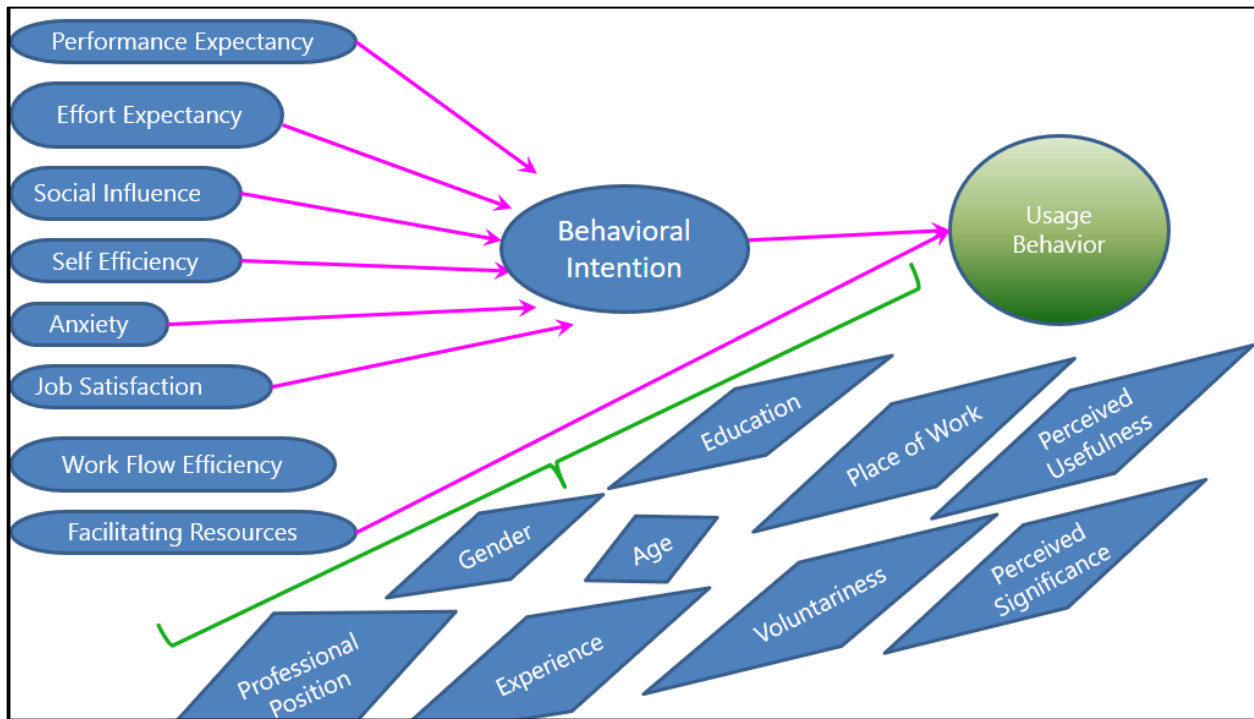 Performance Expectancy
Effort Expectancy
Social Influence
Self Efficiency
Anxiety
Job Satisfaction
Work Flow Efficiency
Facilitating Resources
Behavioral
Intention
Usage
Behavior
Education
Place of Work
Perceived
Usefulness
Gender
Age
Voluntariness
Perceived
Significance
Professional
Position
Experience